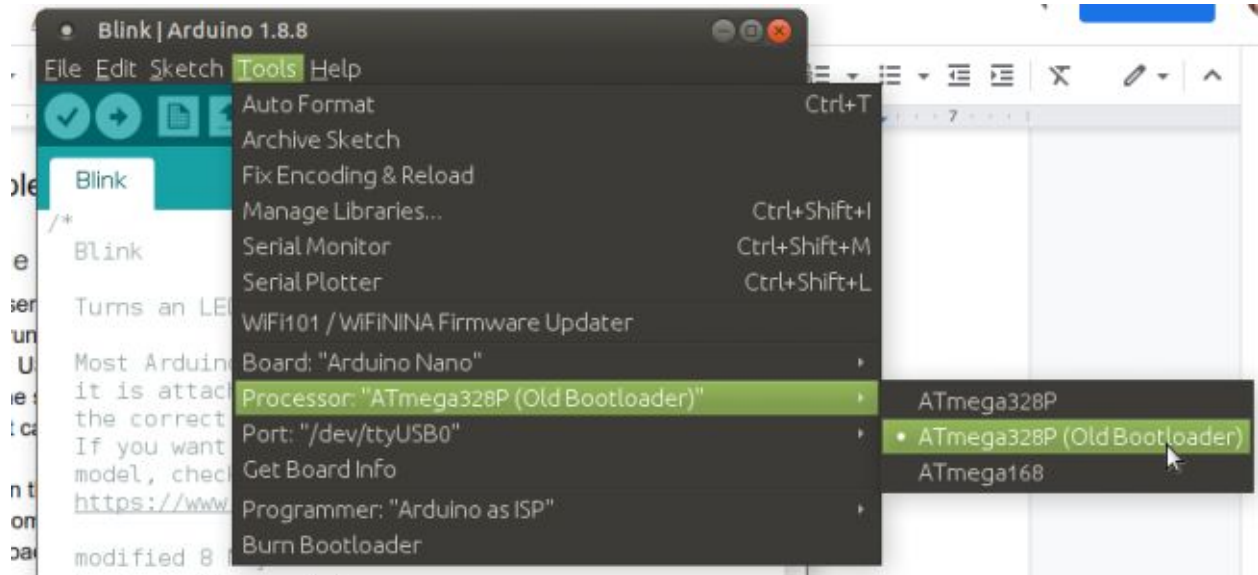 Blink | Arduino 1.8.8
File Edit Sketch Tools Help
Auto Format Ctrl+T
Archive Sketch
Fix Encoding & Reload
Manage Libraries... Ctrl+Shift+I
Serial Monitor Ctrl+Shift+M
Serial Plotter Ctrl+Shift+L
WiFi101 / WiFiNINA Firmware Updater
Board: "Arduino Nano"
Processor: "ATmega328P (Old Bootloader)"
Port: "/dev/ttyUSB0"
Get Board Info
Programmer: "Arduino as ISP"
Burn Bootloader
ATmega328P
ATmega328P (Old Bootloader)
ATmega168
Blink
/*
Blink
Turns an LE
Most Arduin
it is attac
the correct
If you want
model, chec
https://www
modified 8
7